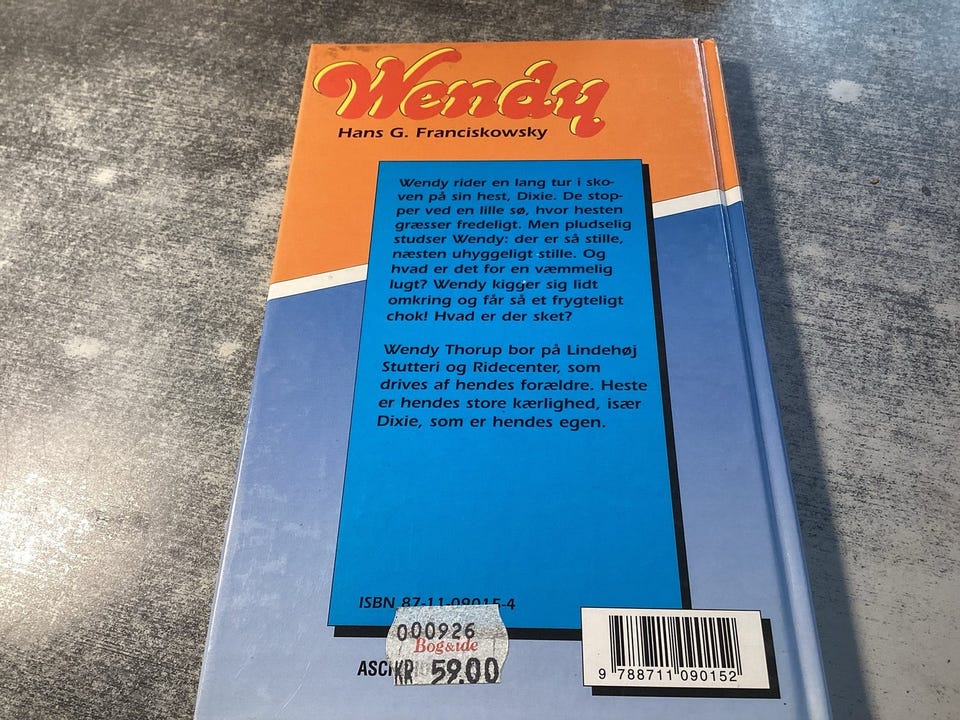 Wendy
Hans G. Franciskowsky
Wendy rider en lang tur i sko-
ven på sin hest, Dixie. De stop-
per ved en lille sø, hvor hesten
græsser fredeligt. Men pludselig
studser Wendy: der er så stille,
næsten uhyggeligt stille. Og
hvad er det for en væmmelig
lugt? Wendy kigger sig lidt
omkring og får så et frygteligt
chok! Hvad er der sket?
Wendy Thorup bor på Lindehøj
Stutteri og Ridecenter, som
drives af hendes forældre. Heste
er hendes store kærlighed, især
Dixie, som er hendes egen.
ISBN 87-11-09015-4
000926
Bog&ide
KR 59.00
9 788711 090152